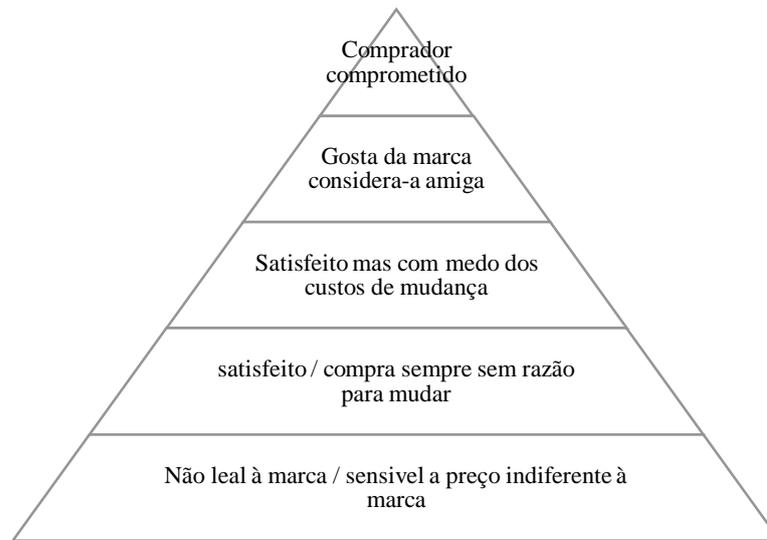 Comprador
comprometido
Gosta da marca
considera-a amiga
Satisfeito mas com medo dos
custos de mudança
satisfeito / compra sempre sem razão
para mudar
Não leal à marca / sensivel a preço indiferente à
marca